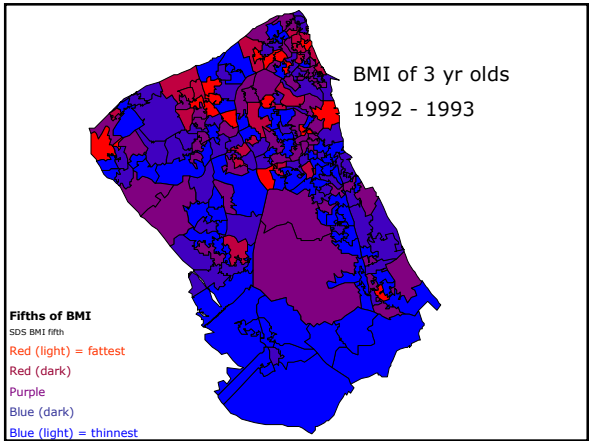 BMI of 3 yr olds
1992 - 1993
Fifths of BMI
SDS BMI fifth
Red (light) = fattest
Red (dark)
Purple
Blue (dark)
Blue (light) = thinnest